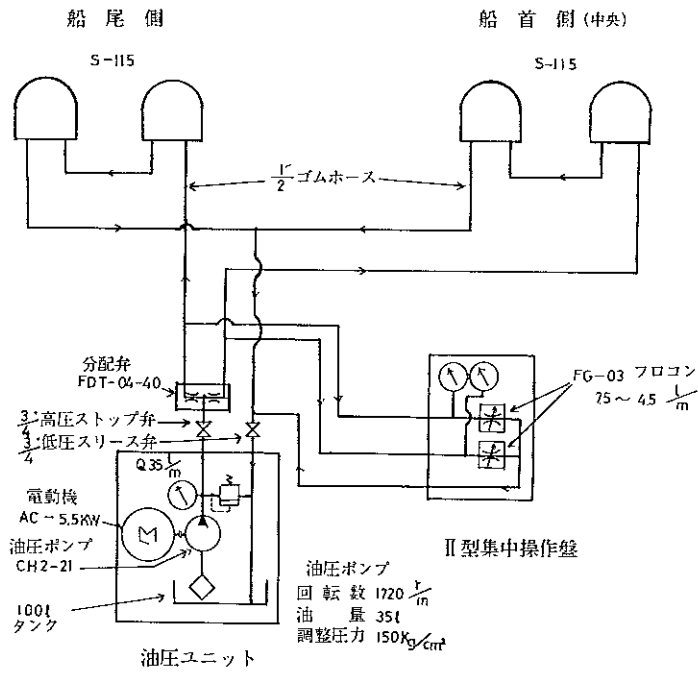 船尾側
船首側(中央)
S-115
S-115
1/2"ゴムホース
分配弁
FDT-04-40
FG-03 フロコン
25～45 l/m
3/4"高圧ストップ弁
3/4"低圧スリース弁
Q35 l/m
電動機
AC-5.5KW
M
油圧ポンプ
CH2-21
100l
タンク
II型集中操作盤
油圧ポンプ
回転数 1720 r/m
油量 35l
調整圧力 150Kg/cm²
油圧ユニット